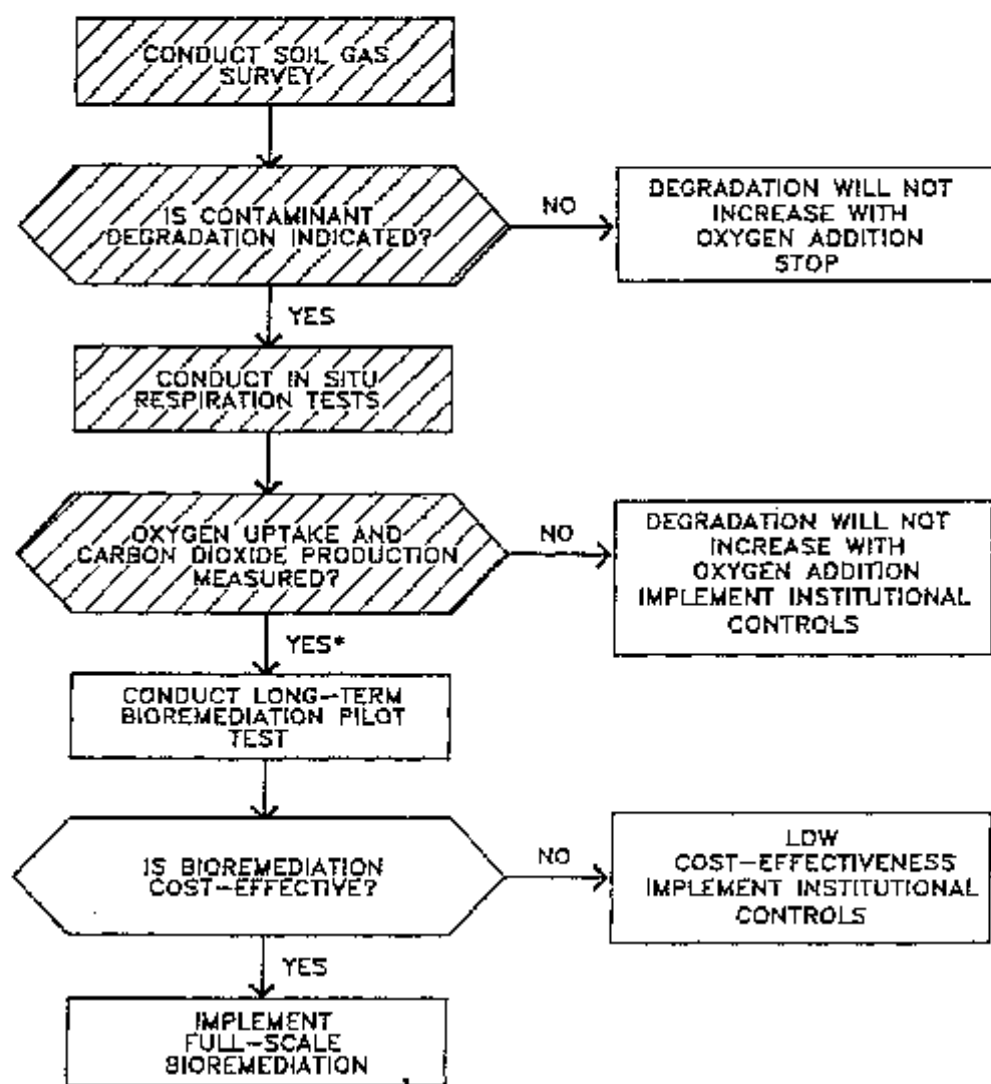 CONDUCT SOIL GAS
SURVEY
IS CONTAMINANT
DEGRADATION INDICATED?
NO
DEGRADATION WILL NOT
INCREASE WITH
OXYGEN ADDITION
STOP
YES
CONDUCT IN SITU
RESPIRATION TESTS
OXYGEN UPTAKE AND
CARBON DIOXIDE PRODUCTION
MEASURED?
NO
DEGRADATION WILL NOT
INCREASE WITH
OXYGEN ADDITION
IMPLEMENT INSTITUTIONAL
CONTROLS
YES*
CONDUCT LONG-TERM
BIOREMEDIATION PILOT
TEST
IS BIOREMEDIATION
COST-EFFECTIVE?
NO
LOW
COST-EFFECTIVENESS
IMPLEMENT INSTITUTIONAL
CONTROLS
YES
IMPLEMENT
FULL-SCALE
BIOREMEDIATION